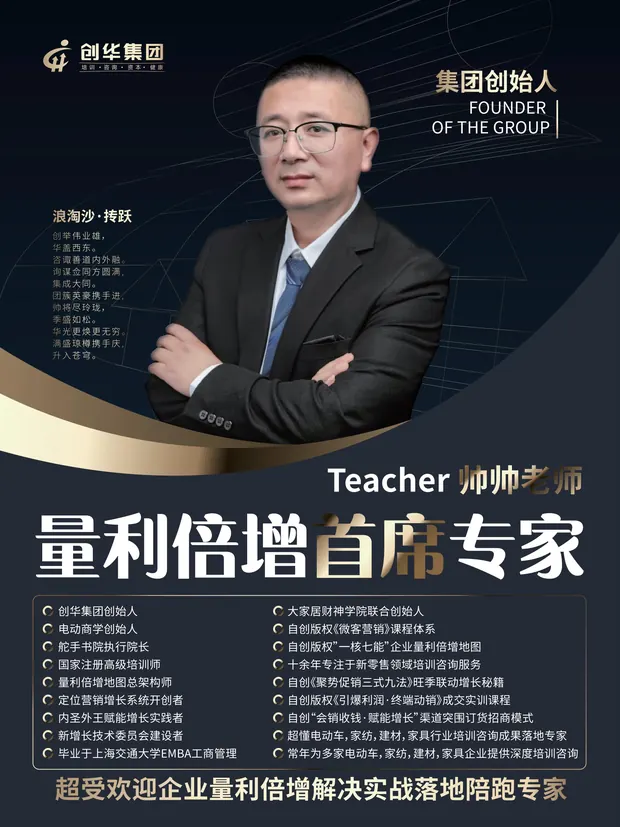 创华集团
培训·咨询·资本·健康
集团创始人
FOUNDER
OF THE GROUP
浪淘沙·抟跃
创举伟业雄，
华盖西东。
咨诹善道内外融。
询谋佥同方圆满，
集成大同。
团簇英豪携手进，
帅将尽玲珑，
季盛如松。
华光更焕更无穷。
满盛琼樽携手庆，
升入苍穹。
Teacher 帅帅老师
量利倍增首席专家
创华集团创始人
电动商学创始人
舵手书院执行院长
国家注册高级培训师
量利倍增地图总架构师
定位营销增长系统开创者
内圣外王赋能增长实践者
新增长技术委员会建设者
毕业于上海交通大学EMBA工商管理
大家居财神学院联合创始人
自创版权《微客营销》课程体系
自创版权"一核七能"企业量利倍增地图
十余年专注于新零售领域培训咨询服务
自创《聚势促销三式九法》旺季联动增长秘籍
自创版权《引爆利润·终端动销》成交实训课程
自创“会销收钱·赋能增长”渠道突围订货招商模式
超懂电动车，家纺，建材，家具行业培训咨询成果落地专家
常年为多家电动车，家纺，建材，家具企业提供深度培训咨询
超受欢迎企业量利倍增解决实战落地陪跑专家